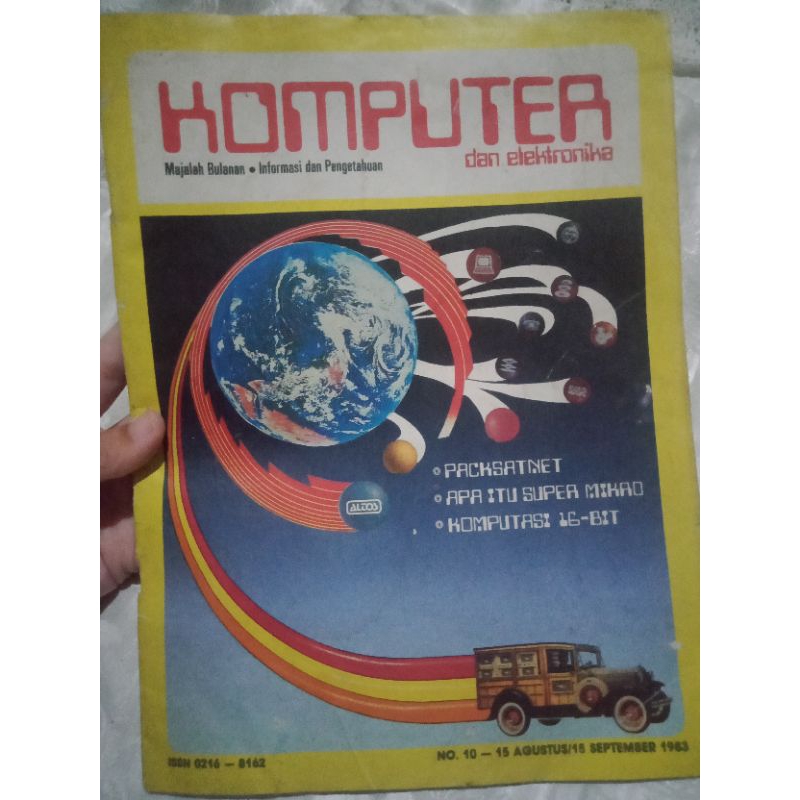 KOMPUTER
dan elektronika
Majalah Bulanan • Informasi dan Pengetahuan
PACKSATNET
APA ITU SUPER MIKRO
KOMPUTASI 16-BIT
ALTOS
ISSN 0216 – 8162
NO. 10 – 15 AGUSTUS/15 SEPTEMBER 1983